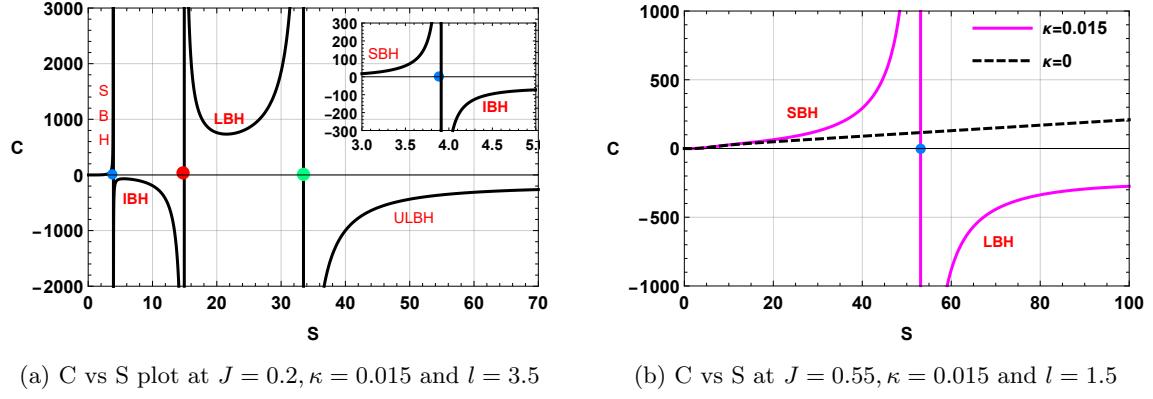 3000
2000
1000
0
−1000
−2000
C
S
B
H
IBH
LBH
ULBH
0
10
20
30
40
50
60
70
S
300
200
100
0
−100
−200
−300
SBH
IBH
3.0
3.5
4.0
4.5
5.0
(a) C vs S plot at J = 0.2, κ = 0.015 and l = 3.5
1000
500
0
−500
−1000
C
SBH
LBH
κ=0.015
κ=0
0
20
40
60
80
100
S
(b) C vs S at J = 0.55, κ = 0.015 and l = 1.5